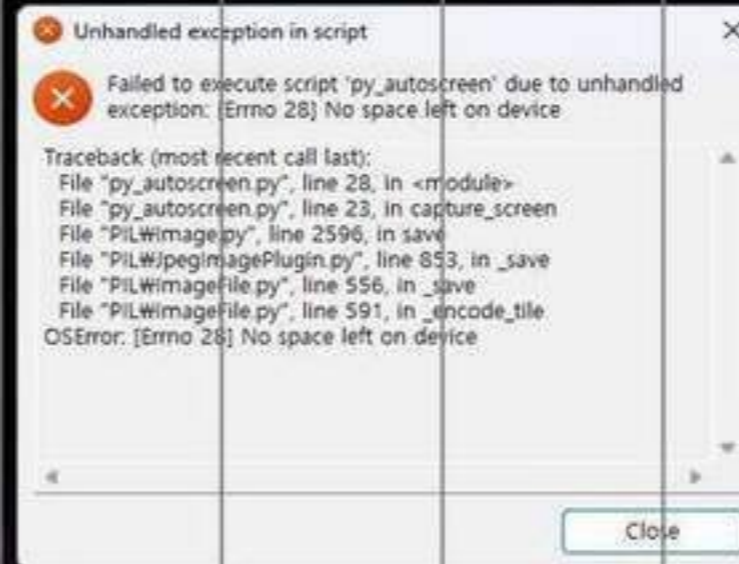 Unhandled exception in script
Failed to execute script 'py_autoscreen' due to unhandled
exception: [Errno 28] No space left on device
Traceback (most recent call last):
File "py_autoscreen.py", line 28, in <module>
File "py_autoscreen.py", line 23, in capture_screen
File "PIL₩Image.py", line 2596, in save
File "PIL₩JpegImagePlugin.py", line 853, in _save
File "PIL₩ImageFile.py", line 556, in _save
File "PIL₩ImageFile.py", line 591, in _encode_tile
OSError: [Errno 28] No space left on device
Close